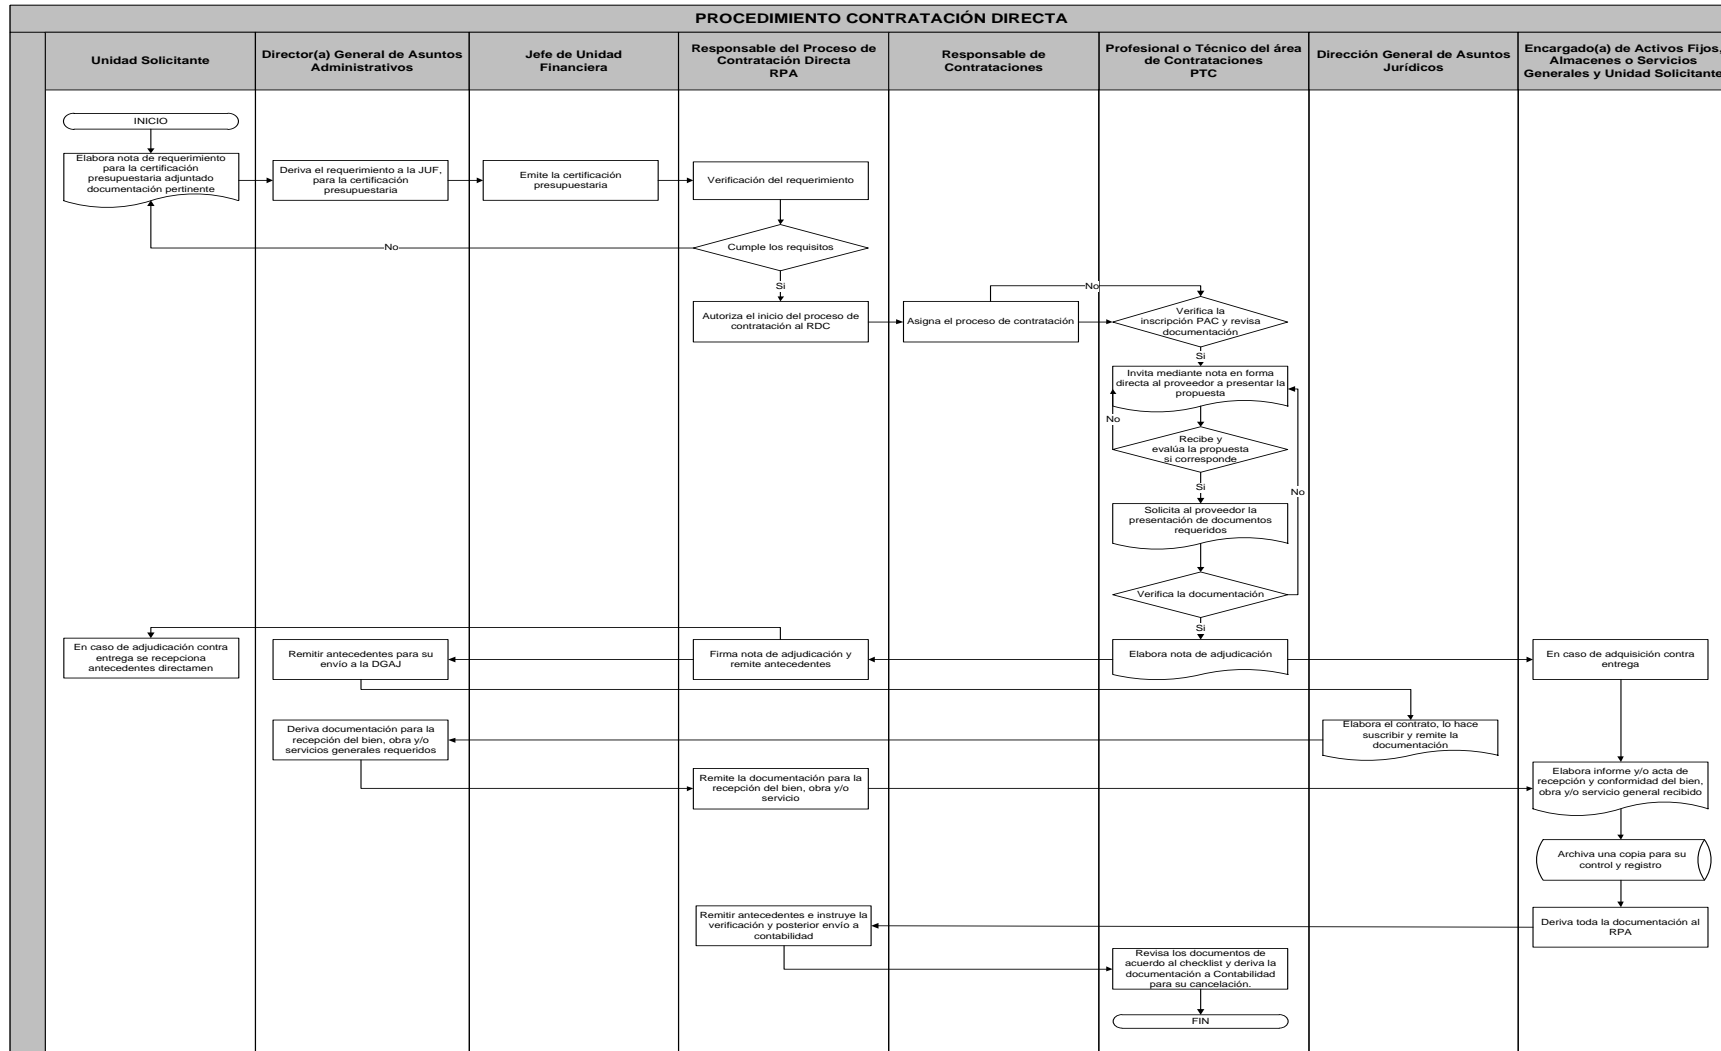 PROCEDIMIENTO CONTRATACIÓN DIRECTA
Unidad Solicitante
Director(a) General de Asuntos
Administrativos
Jefe de Unidad
Financiera
Responsable del Proceso de
Contratación Directa
RPA
Responsable de
Contrataciones
Profesional o Técnico del área
de Contrataciones
PTC
Dirección General de Asuntos
Jurídicos
Encargado(a) de Activos Fijos,
Almacenes o Servicios
Generales y Unidad Solicitante
INICIO
Elabora nota de requerimiento
para la certificación
presupuestaria adjuntado
documentación pertinente
Deriva el requerimiento a la JUF,
para la certificación
presupuestaria
Emite la certificación
presupuestaria
Verificación del requerimiento
No
Cumple los requisitos
Si
Autoriza el inicio del proceso de
contratación al RDC
Asigna el proceso de contratación
No
Verifica la
inscripción PAC y revisa
documentación
Si
Invita mediante nota en forma
directa al proveedor a presentar la
propuesta
No
Recibe y
evalúa la propuesta
si corresponde
Si
No
Solicita al proveedor la
presentación de documentos
requeridos
Verifica la documentación
Si
En caso de adjudicación contra
entrega se recepciona
antecedentes directamen
Remitir antecedentes para su
envío a la DGAJ
Firma nota de adjudicación y
remite antecedentes
Elabora nota de adjudicación
En caso de adquisición contra
entrega
Deriva documentación para la
recepción del bien, obra y/o
servicios generales requeridos
Elabora el contrato, lo hace
suscribir y remite la
documentación
Remite la documentación para la
recepción del bien, obra y/o
servicio
Elabora informe y/o acta de
recepción y conformidad del bien,
obra y/o servicio general recibido
Archiva una copia para su
control y registro
Remitir antecedentes e instruye la
verificación y posterior envío a
contabilidad
Deriva toda la documentación al
RPA
Revisa los documentos de
acuerdo al checklist y deriva la
documentación a Contabilidad
para su cancelación.
FIN